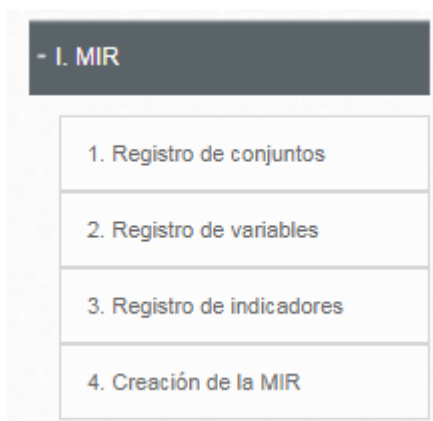 - I. MIR
1. Registro de conjuntos
2. Registro de variables
3. Registro de indicadores
4. Creación de la MIR